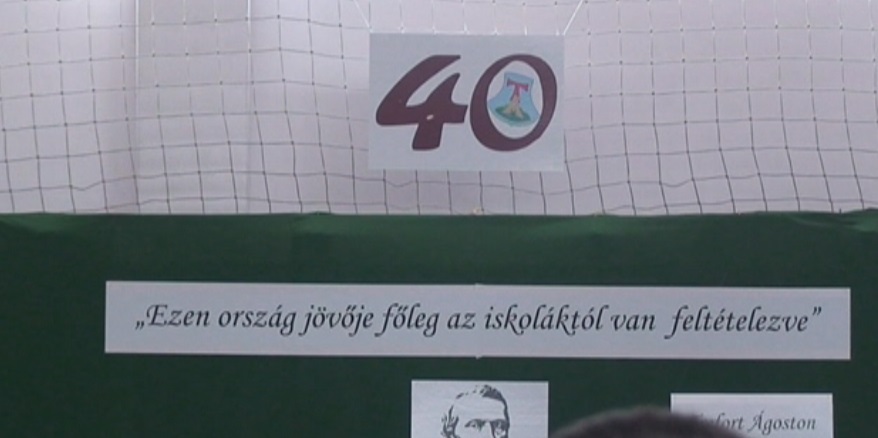 40
T
„Ezen ország jövője főleg az iskoláktól van feltételezve”
Ágoston